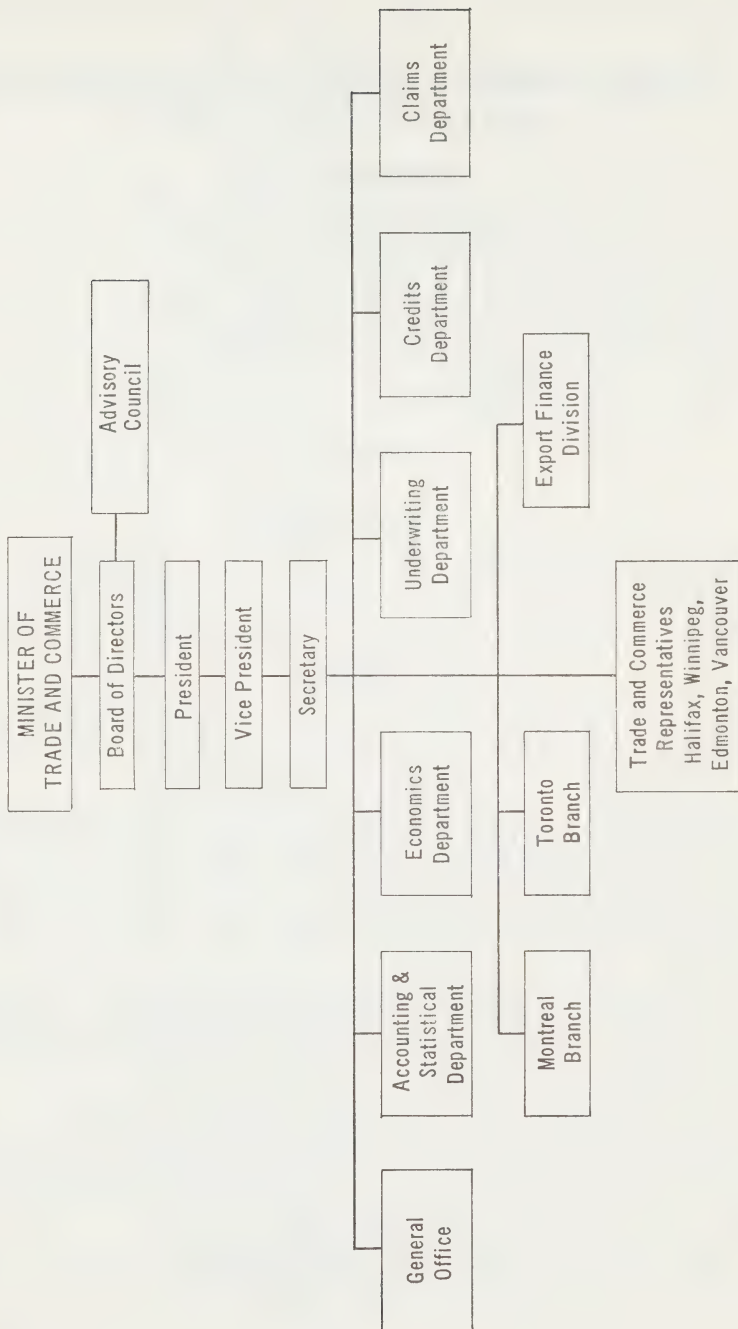 MINISTER OF
TRADE AND COMMERCE
Board of Directors
Advisory
Council
President
Vice President
Secretary
General
Office
Accounting &
Statistical
Department
Economics
Department
Underwriting
Department
Credits
Department
Claims
Department
Montreal
Branch
Toronto
Branch
Export Finance
Division
Trade and Commerce
Representatives
Halifax, Winnipeg,
Edmonton, Vancouver